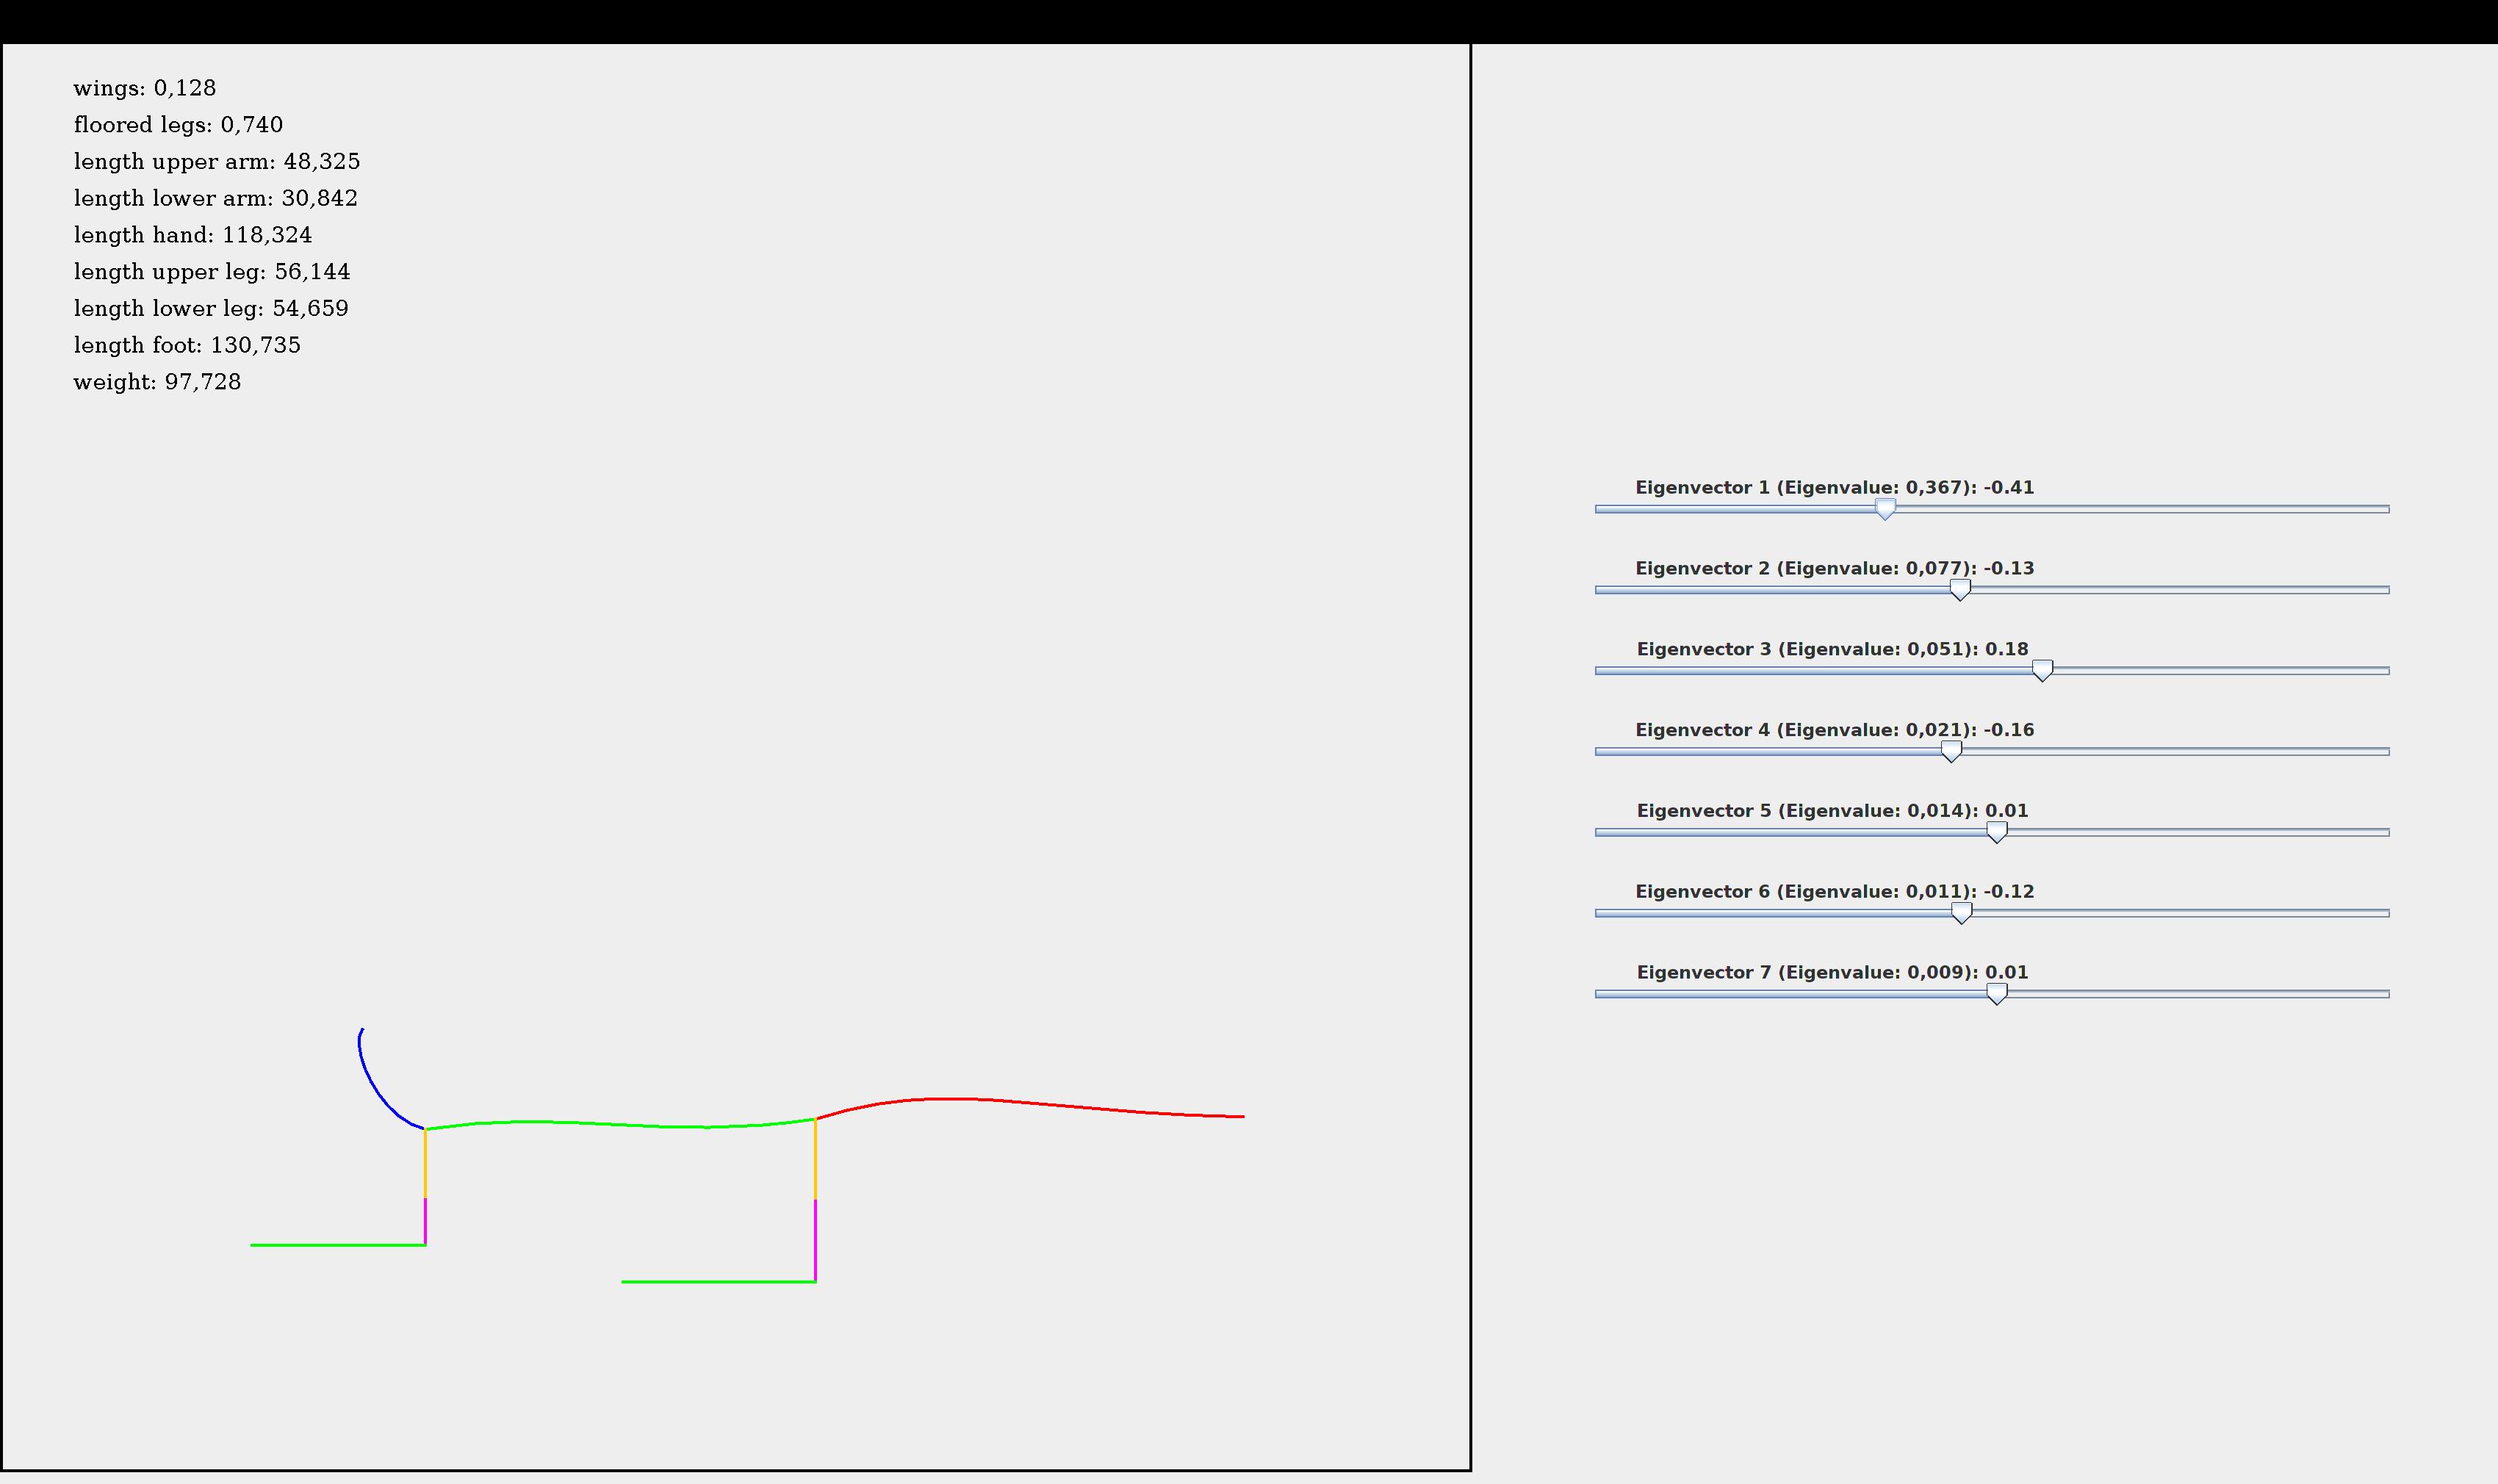 wings: 0,128
floored legs: 0,740
length upper arm: 48,325
length lower arm: 30,842
length hand: 118,324
length upper leg: 56,144
length lower leg: 54,659
length foot: 130,735
weight: 97,728
Eigenvector 1 (Eigenvalue: 0,367): -0.41
Eigenvector 2 (Eigenvalue: 0,077): -0.13
Eigenvector 3 (Eigenvalue: 0,051): 0.18
Eigenvector 4 (Eigenvalue: 0,021): -0.16
Eigenvector 5 (Eigenvalue: 0,014): 0.01
Eigenvector 6 (Eigenvalue: 0,011): -0.12
Eigenvector 7 (Eigenvalue: 0,009): 0.01